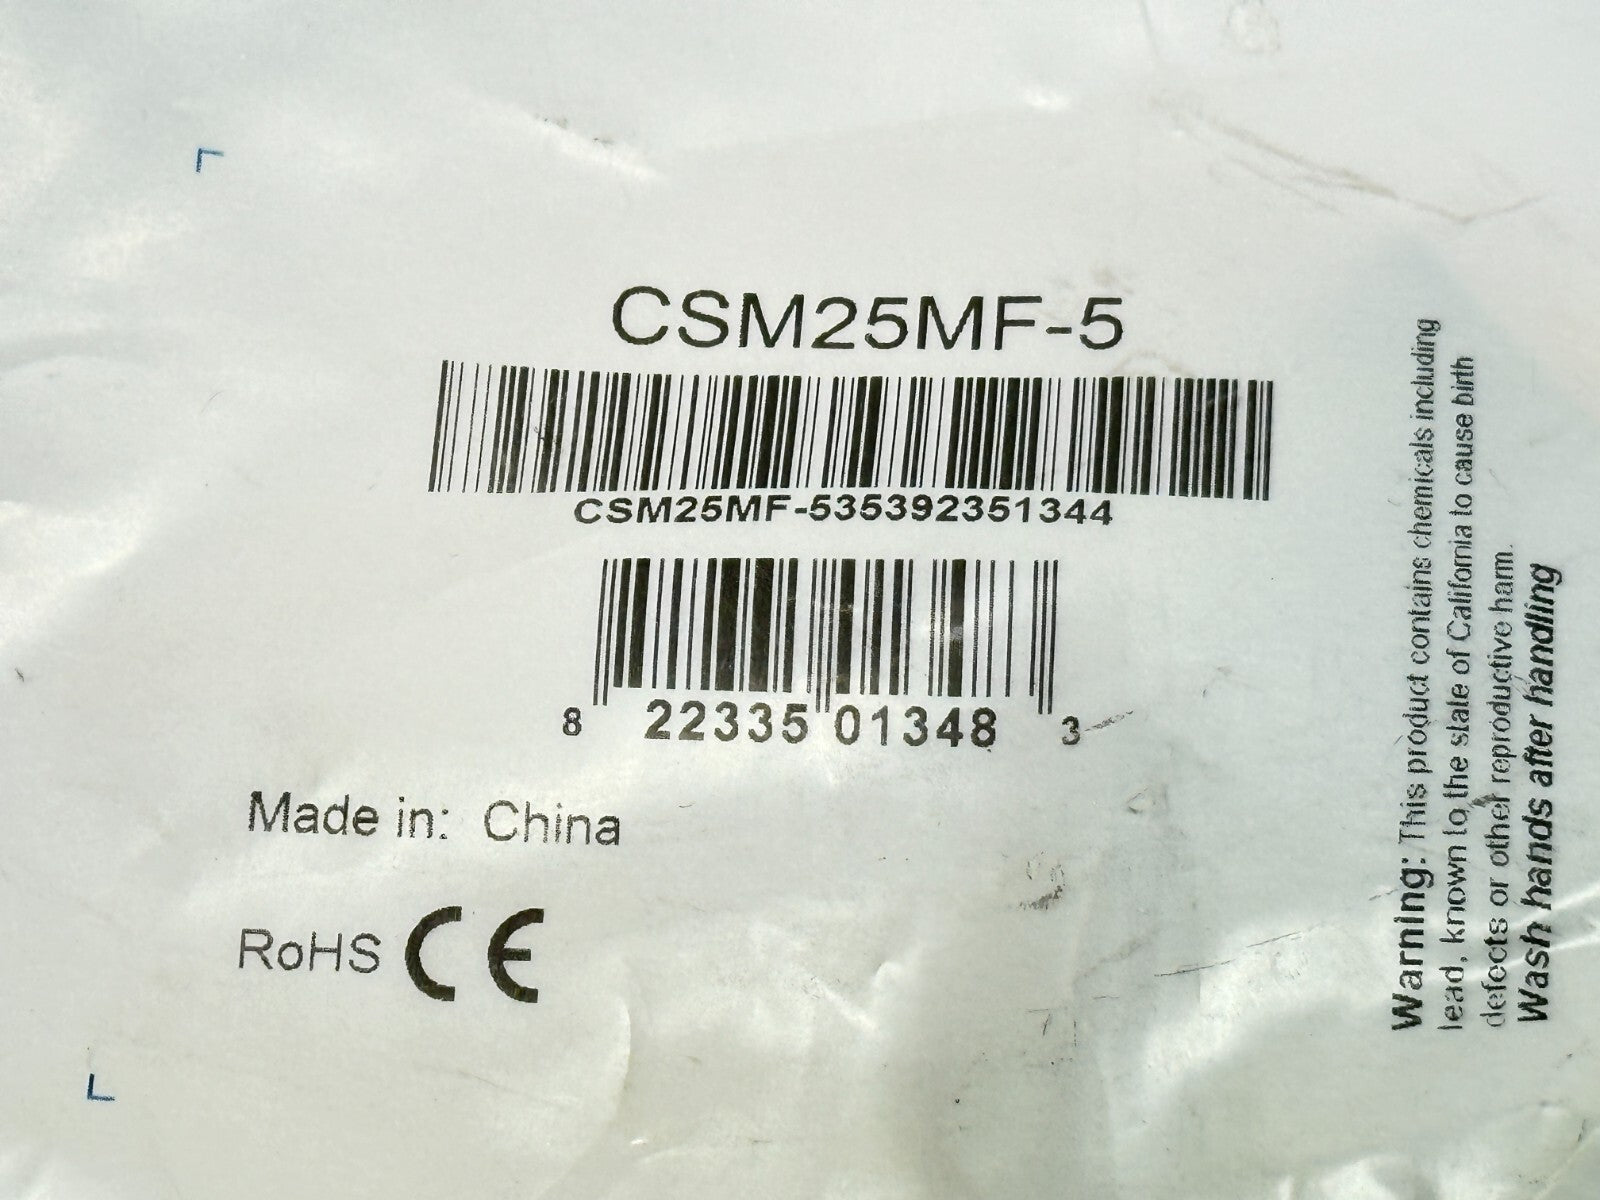 CSM25MF-5
CSM25MF-535392351344
8 22335 01348 3
Made in: China
RoHS CE
Warning: This product contains chemicals including
lead, known to the state of California to cause birth
defects or other reproductive harm.
Wash hands after handling